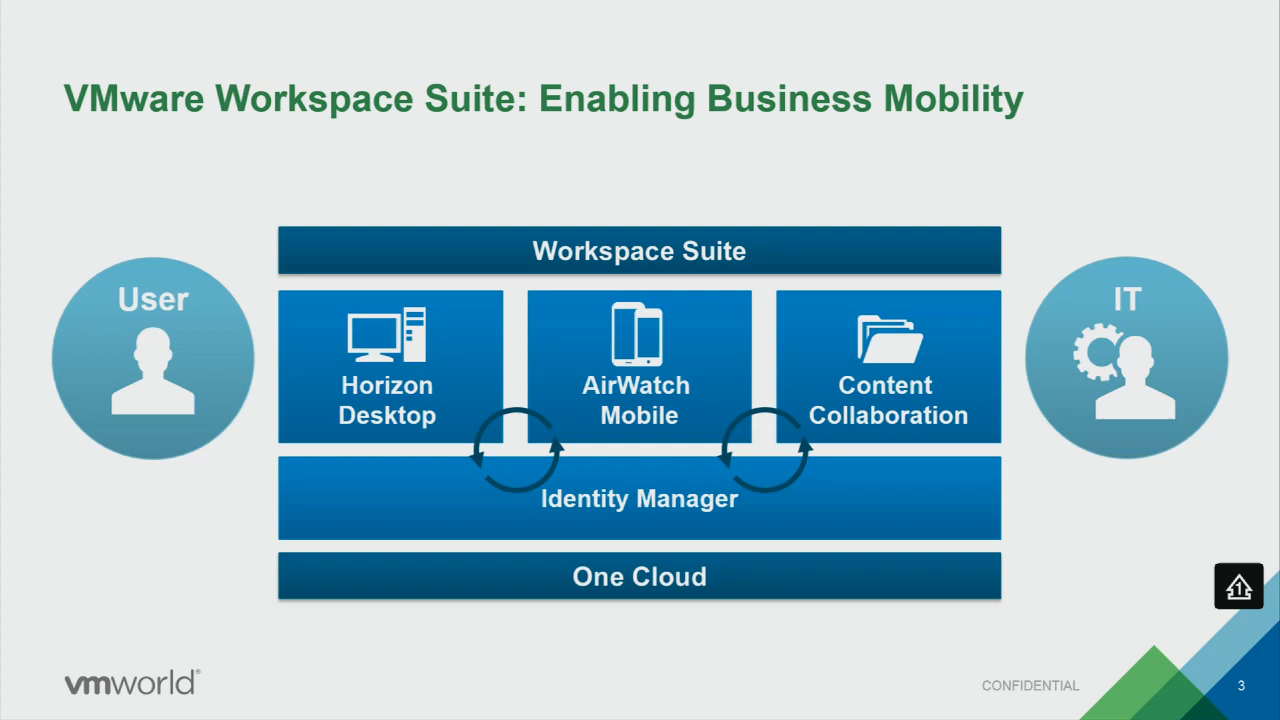 VMware Workspace Suite: Enabling Business Mobility
Workspace Suite
User
IT
Horizon
Desktop
AirWatch
Mobile
Content
Collaboration
Identity Manager
One Cloud
1
vmworld®
CONFIDENTIAL
3